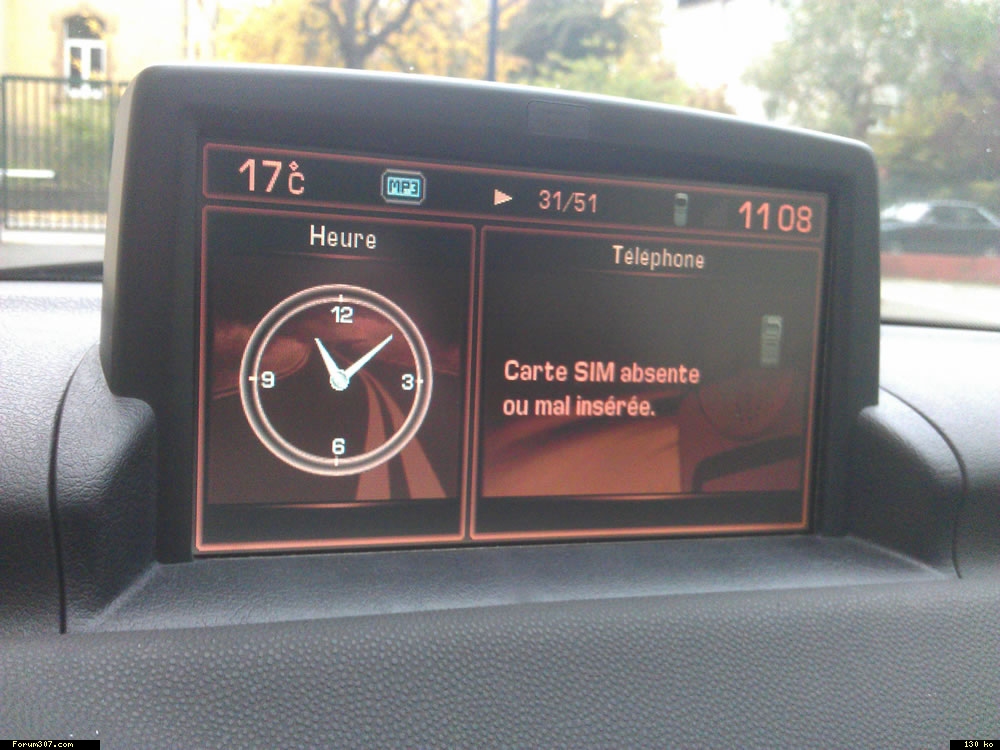 17°C MP3 31/51 11 08
Heure
12
9 3
6
Téléphone
Carte SIM absente
ou mal insérée.
Forum307.com 130 ko